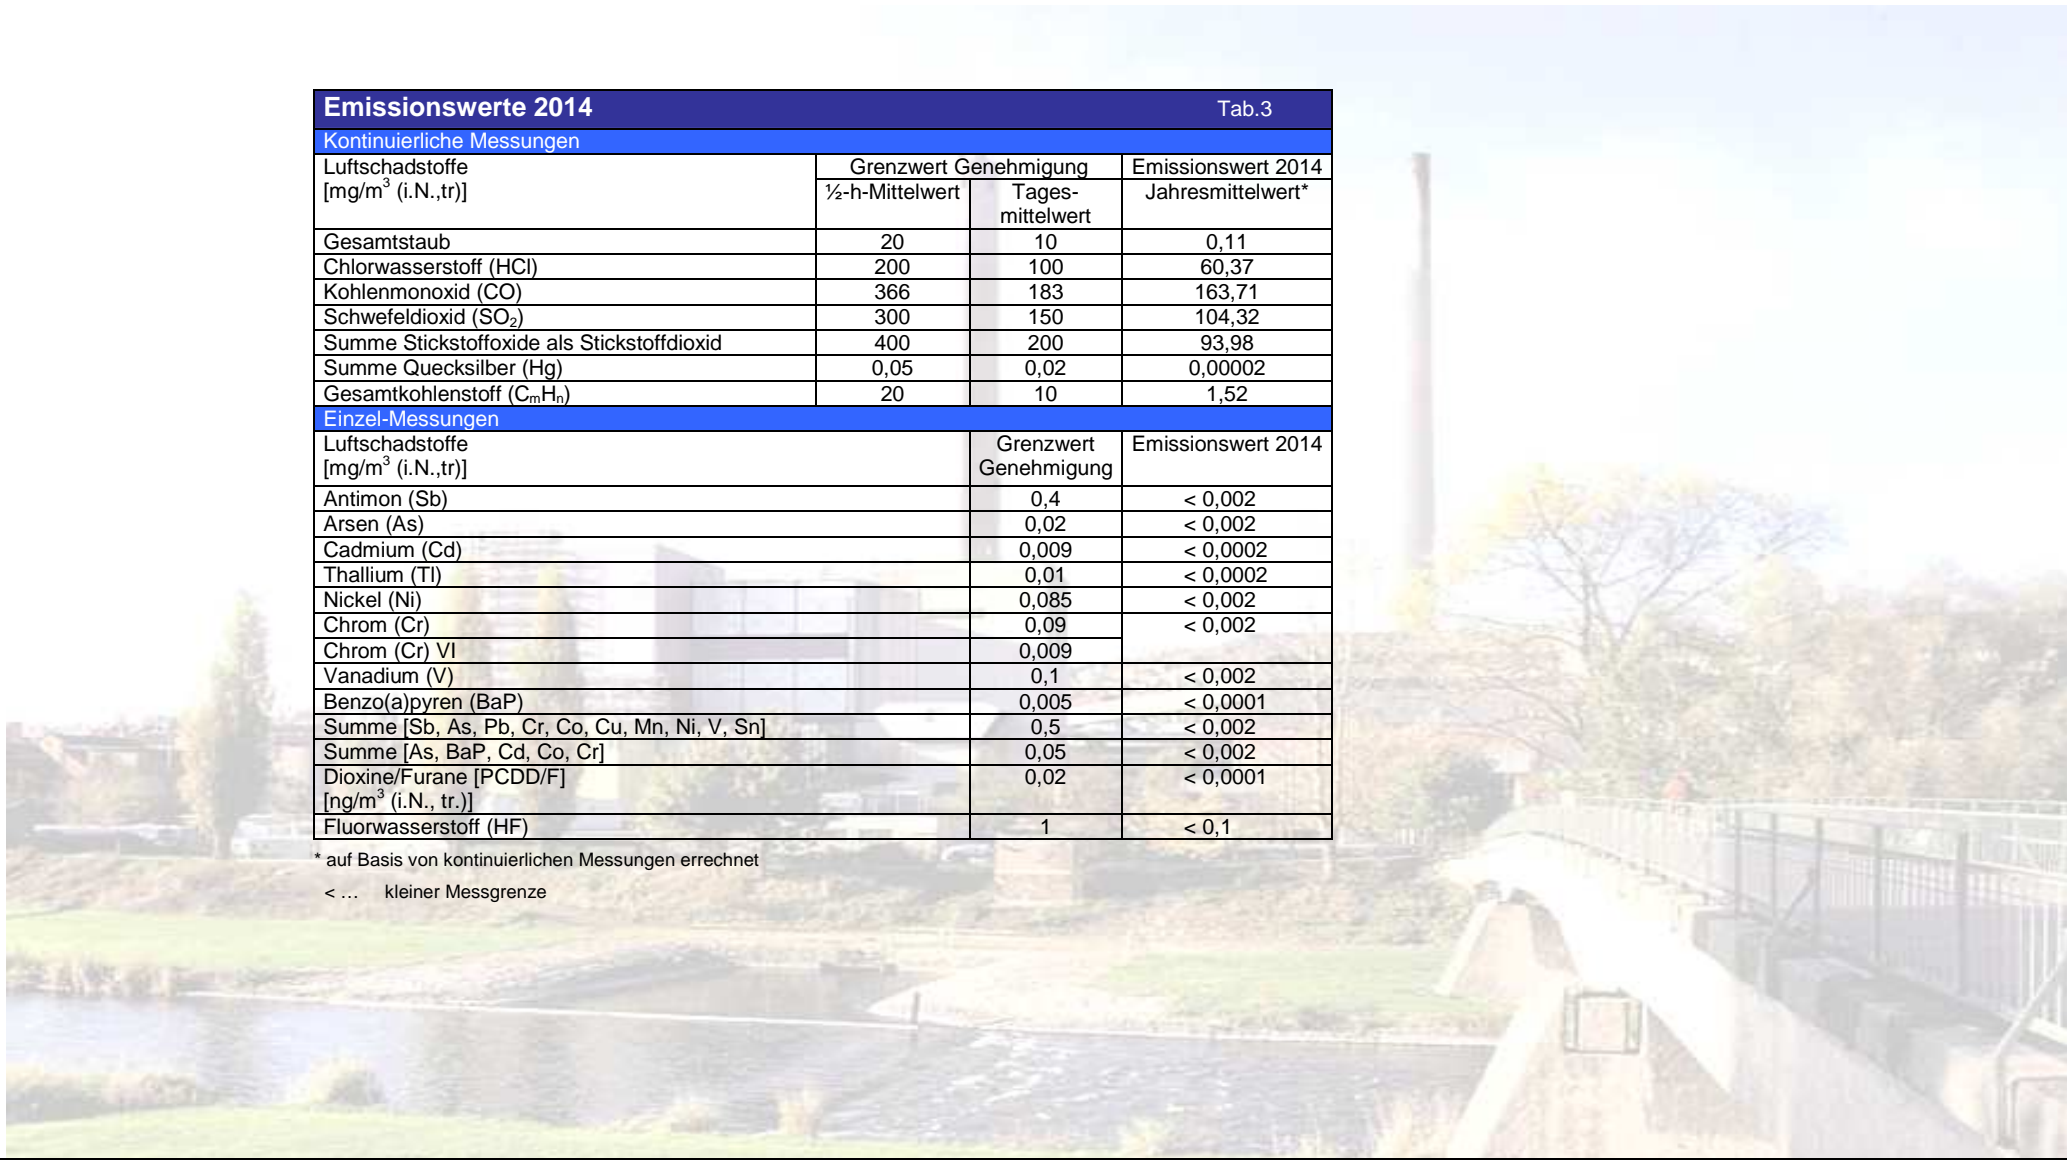 Emissionswerte 2014 Tab.3
Kontinuierliche Messungen
Luftschadstoffe Grenzwert Genehmigung Emissionswert 2014
[mg/m³ (i.N.,tr)] ½-h-Mittelwert Tages- Jahresmittelwert*
mittelwert
Gesamtstaub 20 10 0,11
Chlorwasserstoff (HCl) 200 100 60,37
Kohlenmonoxid (CO) 366 183 163,71
Schwefeldioxid (SO₂) 300 150 104,32
Summe Stickstoffoxide als Stickstoffdioxid 400 200 93,98
Summe Quecksilber (Hg) 0,05 0,02 0,00002
Gesamtkohlenstoff (CₘHₙ) 20 10 1,52
Einzel-Messungen
Luftschadstoffe Grenzwert Emissionswert 2014
[mg/m³ (i.N.,tr)] Genehmigung
Antimon (Sb) 0,4 < 0,002
Arsen (As) 0,02 < 0,002
Cadmium (Cd) 0,009 < 0,0002
Thallium (Tl) 0,01 < 0,0002
Nickel (Ni) 0,085 < 0,002
Chrom (Cr) 0,09 < 0,002
Chrom (Cr) VI 0,009
Vanadium (V) 0,1 < 0,002
Benzo(a)pyren (BaP) 0,005 < 0,0001
Summe [Sb, As, Pb, Cr, Co, Cu, Mn, Ni, V, Sn] 0,5 < 0,002
Summe [As, BaP, Cd, Co, Cr] 0,05 < 0,002
Dioxine/Furane [PCDD/F] 0,02 < 0,0001
[ng/m³ (i.N., tr.)]
Fluorwasserstoff (HF) 1 < 0,1
* auf Basis von kontinuierlichen Messungen errechnet
< … kleiner Messgrenze